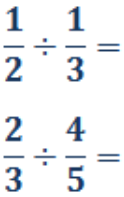 1/2 ÷ 1/3 =
2/3 ÷ 4/5 =